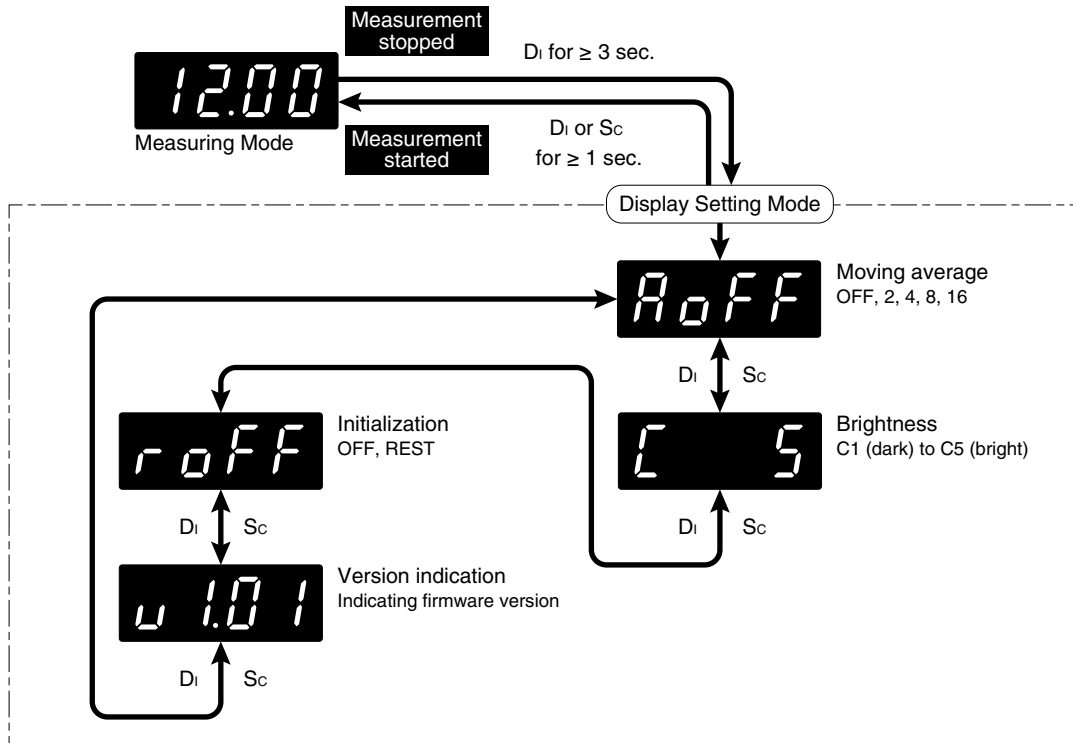 Measurement
stopped
DI for ≥ 3 sec.
12.00
Measuring Mode
Measurement
started
DI or SC
for ≥ 1 sec.
Display Setting Mode
AoFF
Moving average
OFF, 2, 4, 8, 16
DI SC
roFF
Initialization
OFF, REST
C 5
Brightness
C1 (dark) to C5 (bright)
DI SC
DI SC
v 1.01
Version indication
Indicating firmware version
DI SC